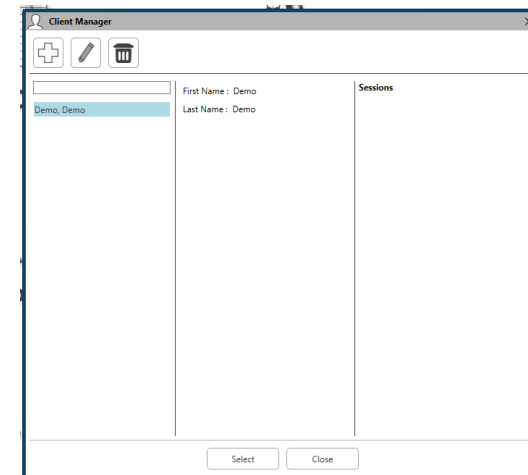 Client Manager
Demo, Demo
First Name : Demo
Last Name : Demo
Sessions
Select
Close